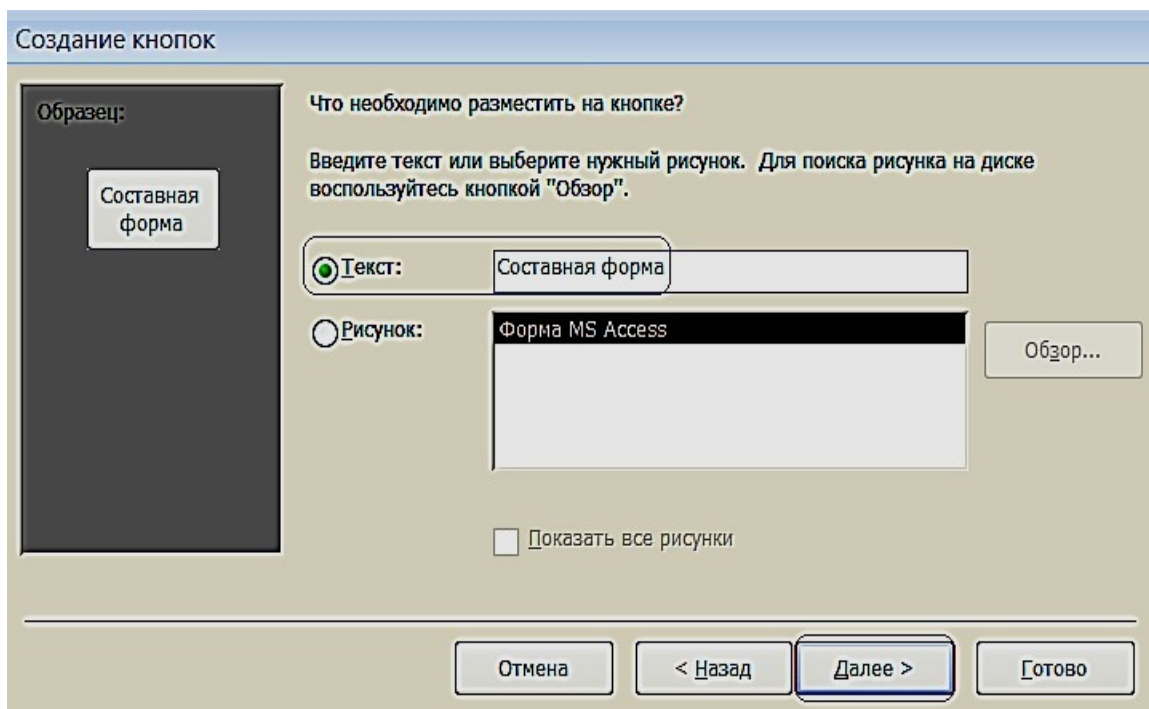 Создание кнопок
Образец:
Составная
форма
Что необходимо разместить на кнопке?
Введите текст или выберите нужный рисунок. Для поиска рисунка на диске
воспользуйтесь кнопкой "Обзор".
Текст:
Составная форма
Рисунок:
Форма MS Access
Обзор...
Показать все рисунки
Отмена
< Назад
Далее >
Готово